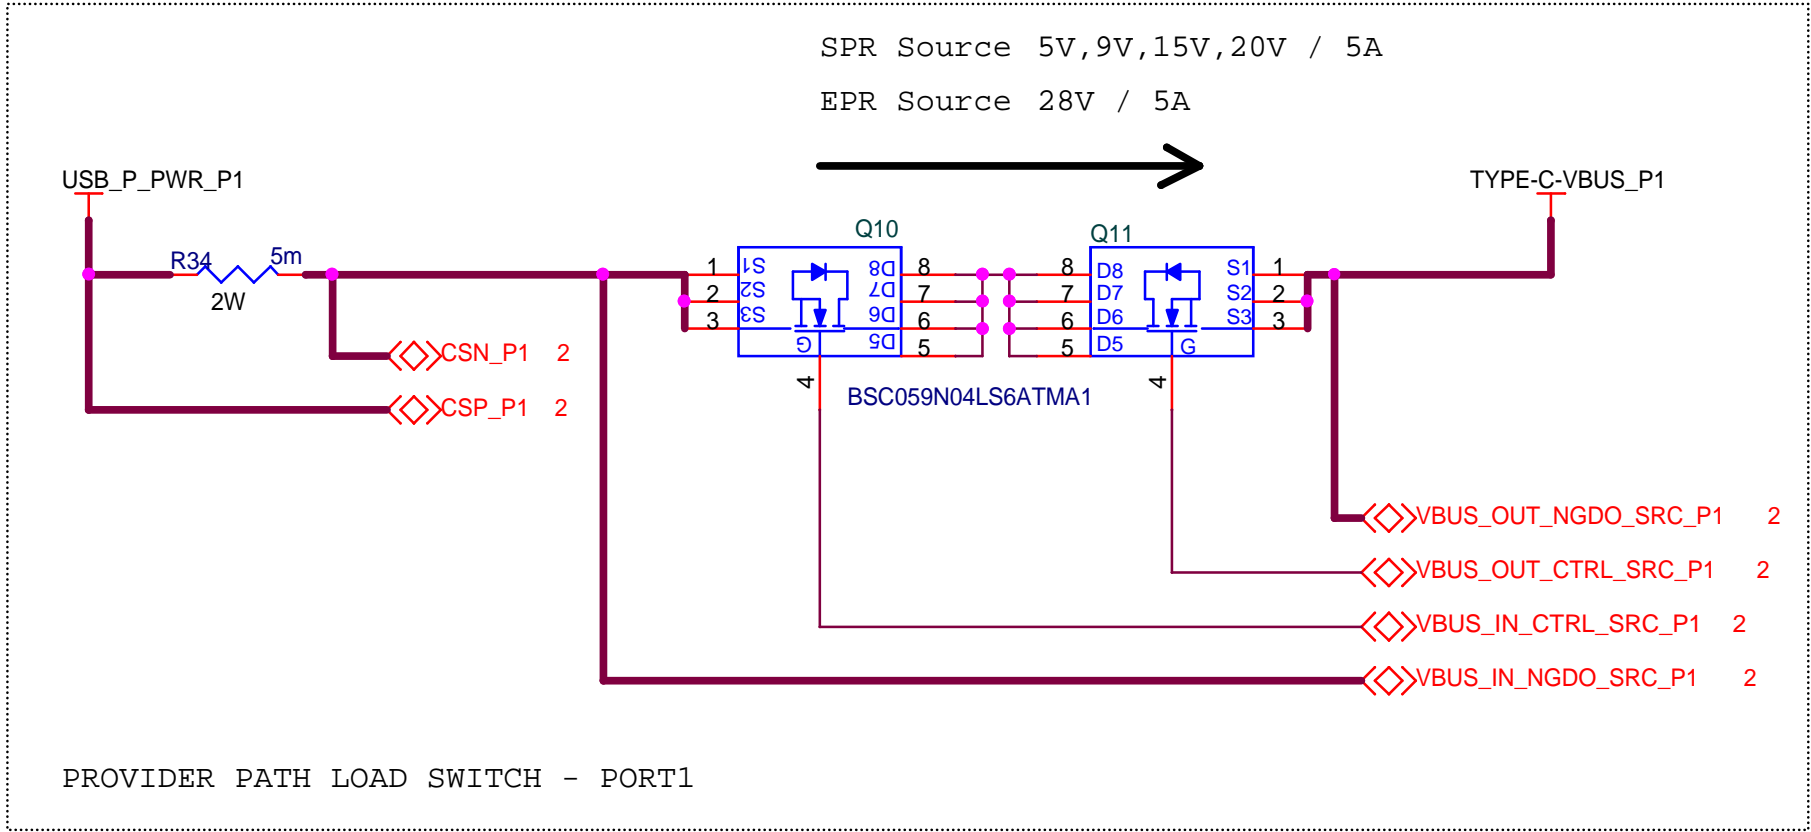 SPR Source 5V,9V,15V,20V / 5A
EPR Source 28V / 5A
USB_P_PWR_P1
TYPE-C-VBUS_P1
Q10
Q11
R34 5m
2W
1 S1 D8 8
2 S2 D7 7
3 S3 D6 6
G D5 5
4
8 D8 S1 1
7 D7 S2 2
6 D6 S3 3
5 D5 G
4
BSC059N04LS6ATMA1
CSN_P1 2
CSP_P1 2
VBUS_OUT_NGDO_SRC_P1 2
VBUS_OUT_CTRL_SRC_P1 2
VBUS_IN_CTRL_SRC_P1 2
VBUS_IN_NGDO_SRC_P1 2
PROVIDER PATH LOAD SWITCH - PORT1